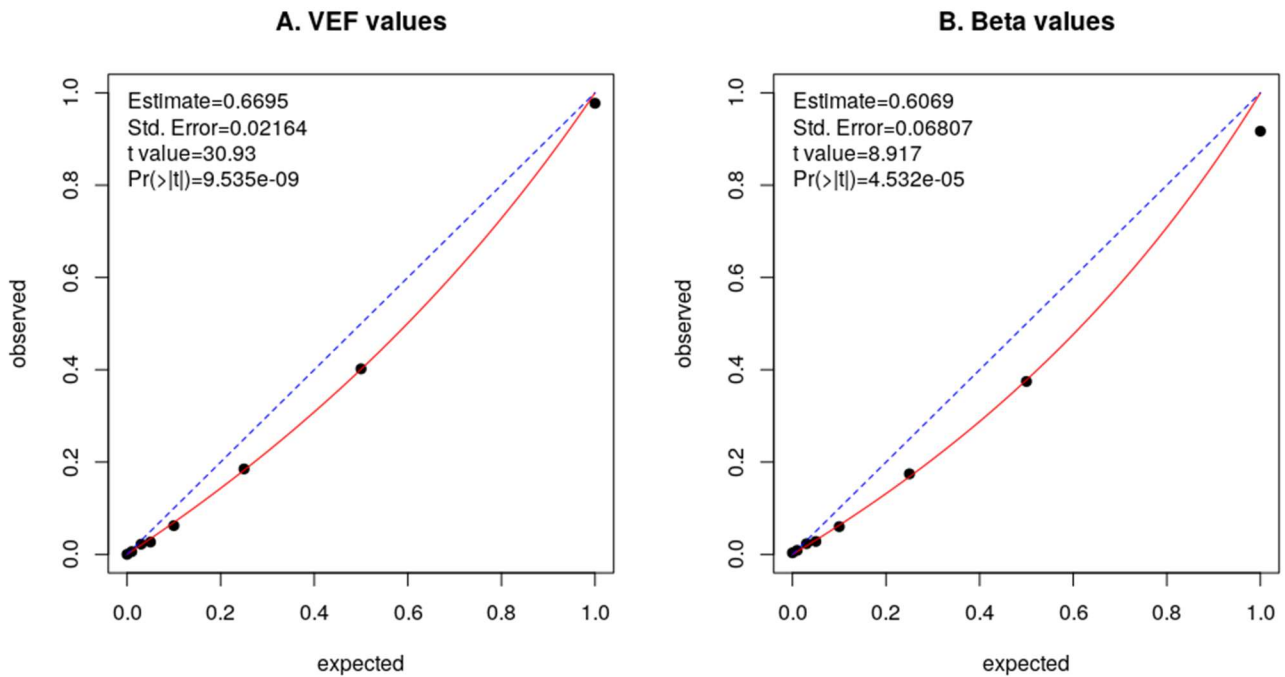 A. VEF values
Estimate=0.6695
Std. Error=0.02164
t value=30.93
Pr(>|t|)=9.535e-09
observed
1.0
0.8
0.6
0.4
0.2
0.0
0.0 0.2 0.4 0.6 0.8 1.0
expected
B. Beta values
Estimate=0.6069
Std. Error=0.06807
t value=8.917
Pr(>|t|)=4.532e-05
observed
1.0
0.8
0.6
0.4
0.2
0.0
0.0 0.2 0.4 0.6 0.8 1.0
expected